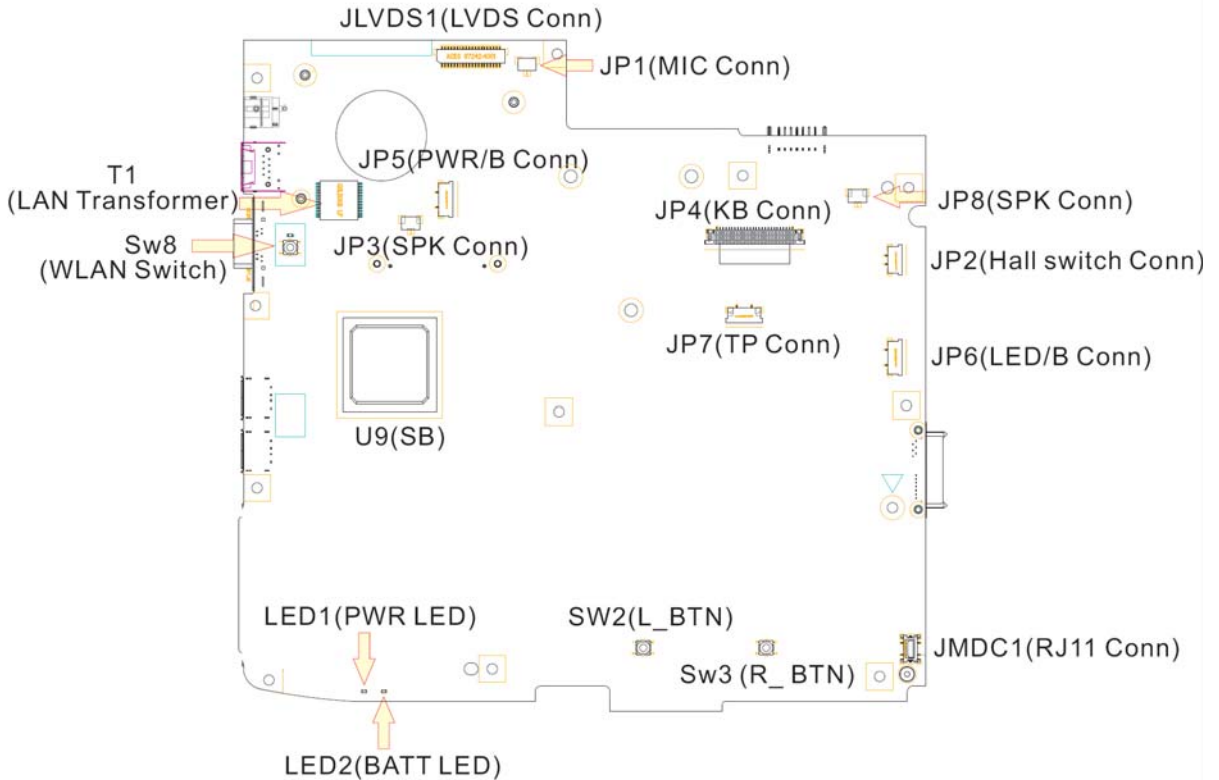 JLVDS1(LVDS Conn)
JP1(MIC Conn)
JP5(PWR/B Conn)
T1
(LAN Transformer)
JP4(KB Conn)
JP8(SPK Conn)
Sw8
(WLAN Switch)
JP3(SPK Conn)
JP2(Hall switch Conn)
JP7(TP Conn)
JP6(LED/B Conn)
U9(SB)
LED1(PWR LED)
SW2(L_BTN)
Sw3 (R_ BTN)
JMDC1(RJ11 Conn)
LED2(BATT LED)